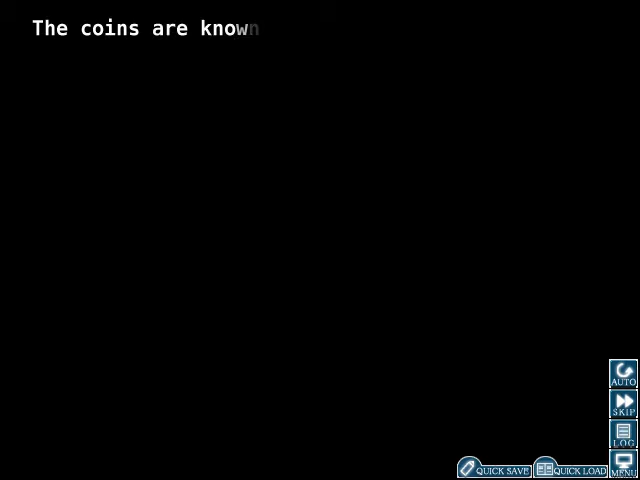 The coins are known
AUTO
SKIP
LOG
QUICK SAVE
QUICK LOAD
MENU